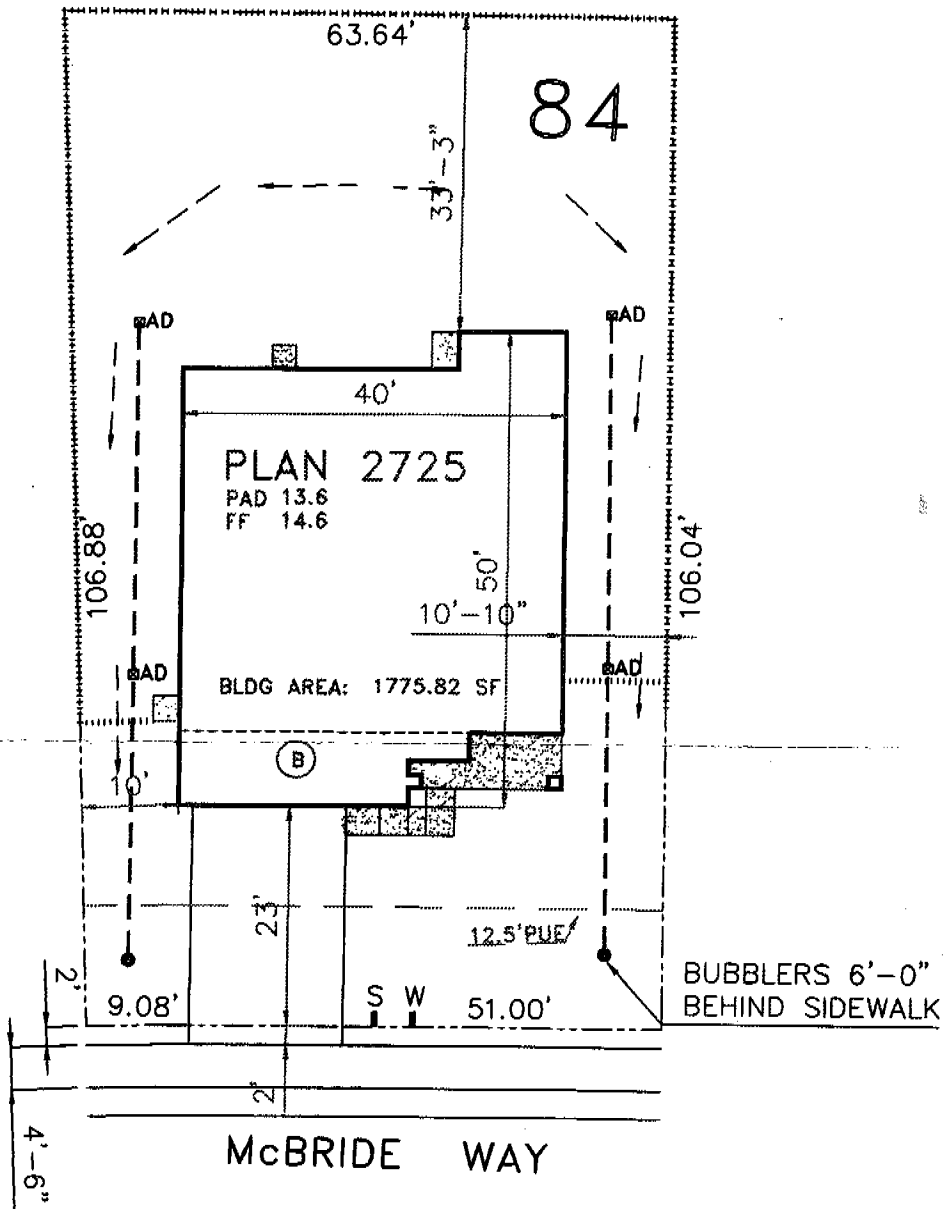 63.64'
84
33'-3"
AD
AD
40'
PLAN 2725
PAD 13.6
FF 14.6
106.88'
50'
106.04'
10'-10"
AD
AD
BLDG AREA: 1775.82 SF
B
10'
23'
12.5'PUE
2'
9.08'
S W
51.00'
BUBBLERS 6'-0"
BEHIND SIDEWALK
2'
4'-6"
McBRIDE WAY